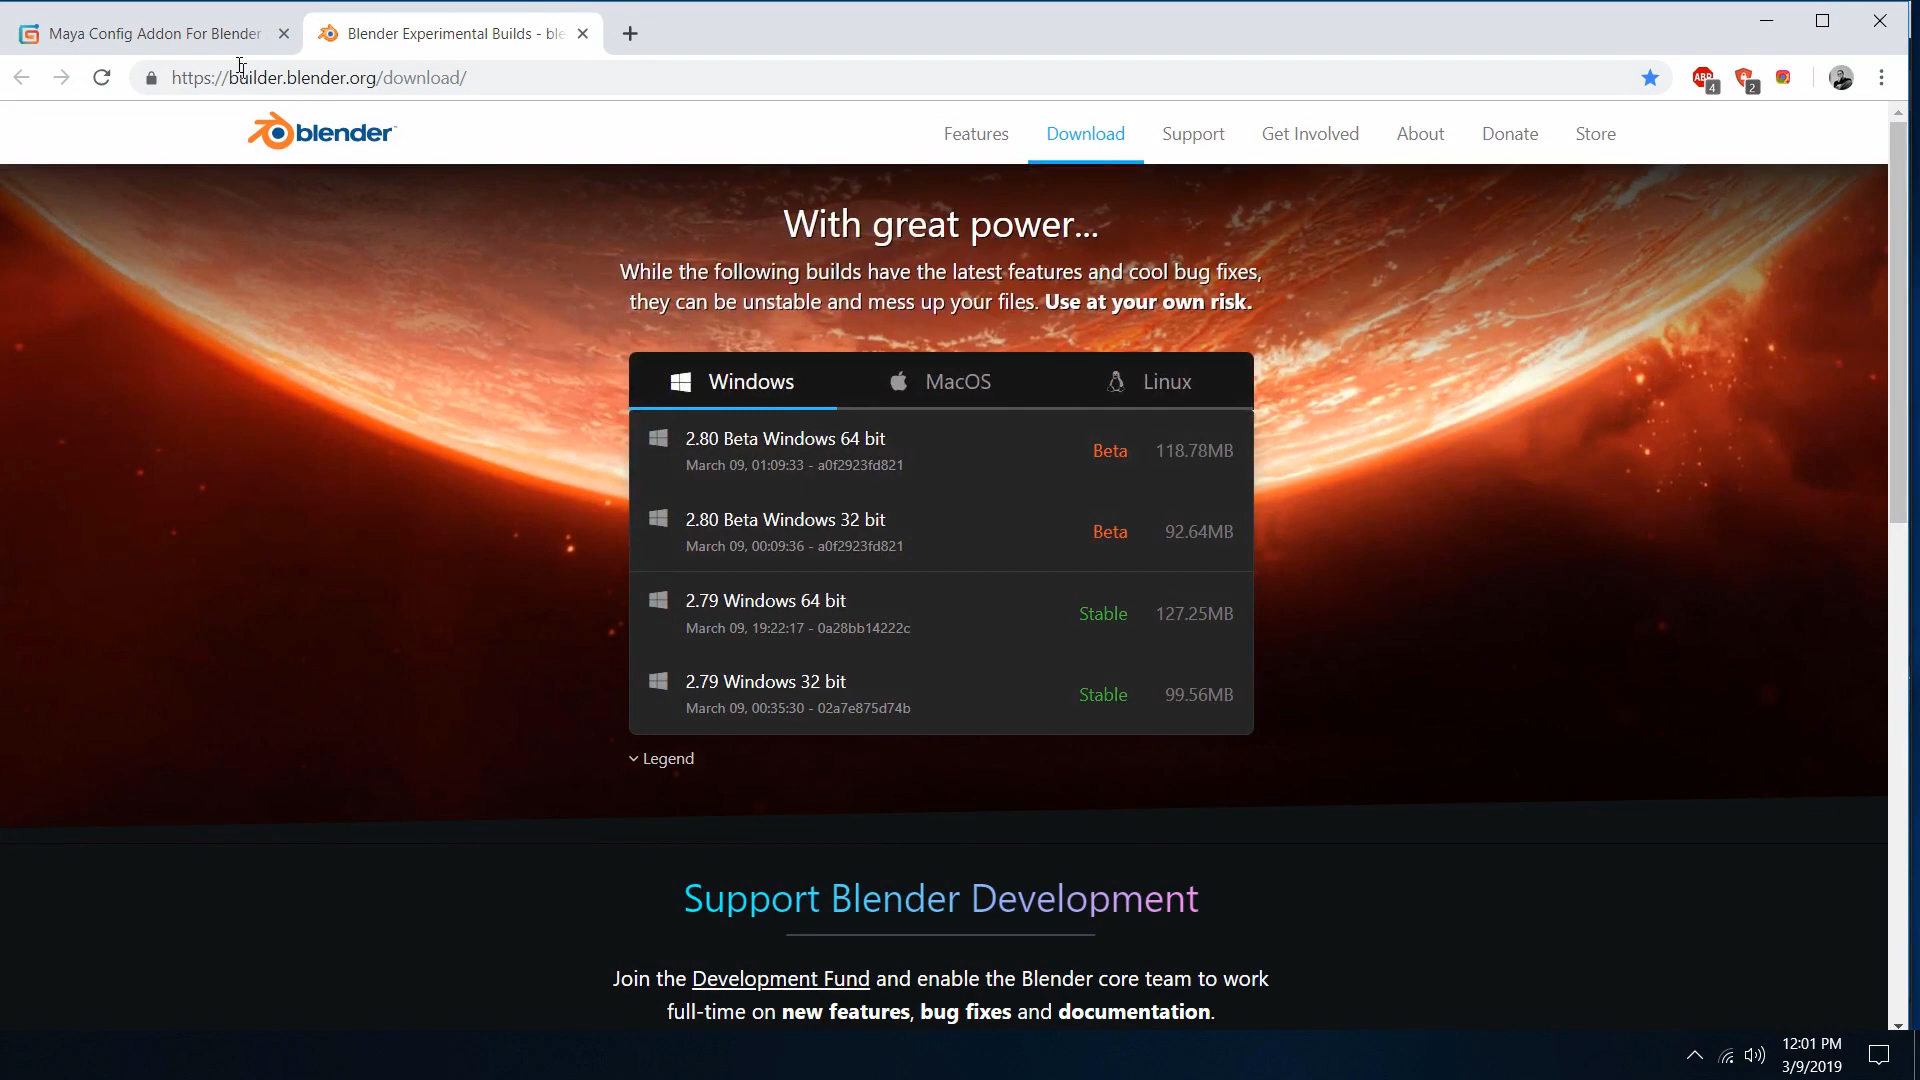 Maya Config Addon For Blender
Blender Experimental Builds - ble
https://builder.blender.org/download/
ABP
4
2
blender™
Features
Download
Support
Get Involved
About
Donate
Store
With great power...
While the following builds have the latest features and cool bug fixes,
they can be unstable and mess up your files. Use at your own risk.
Windows
MacOS
Linux
2.80 Beta Windows 64 bit
March 09, 01:09:33 - a0f2923fd821
Beta
118.78MB
2.80 Beta Windows 32 bit
March 09, 00:09:36 - a0f2923fd821
Beta
92.64MB
2.79 Windows 64 bit
March 09, 19:22:17 - 0a28bb14222c
Stable
127.25MB
2.79 Windows 32 bit
March 09, 00:35:30 - 02a7e875d74b
Stable
99.56MB
Legend
Support Blender Development
Join the Development Fund and enable the Blender core team to work
full-time on new features, bug fixes and documentation.
12:01 PM
3/9/2019